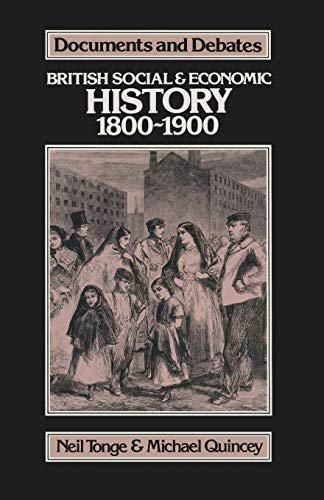 Documents and Debates
BRITISH SOCIAL & ECONOMIC
HISTORY
1800~1900
Neil Tonge & Michael Quincey